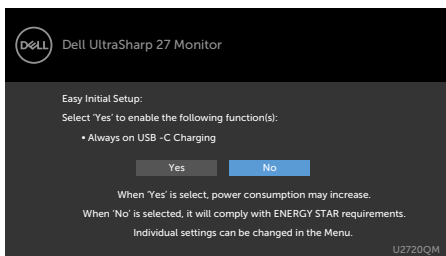 DELL Dell UltraSharp 27 Monitor
Easy Initial Setup:
Select 'Yes' to enable the following function(s):
• Always on USB -C Charging
Yes No
When 'Yes' is select, power consumption may increase.
When 'No' is selected, it will comply with ENERGY STAR requirements.
Individual settings can be changed in the Menu.
U2720QM